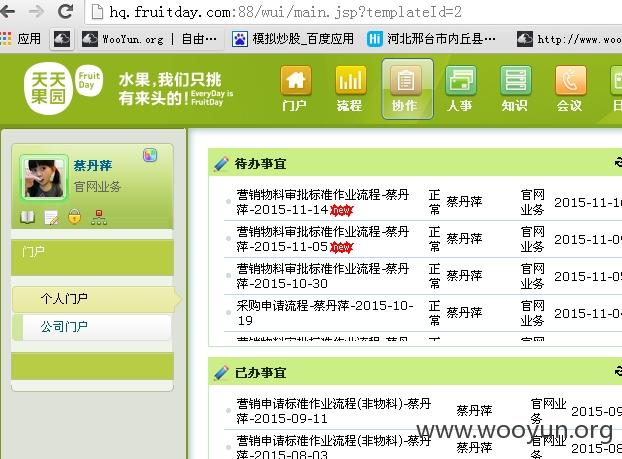 hq.fruitday.com:88/wui/main.jsp?templateId=2
应用 WooYun.org | 自由… 模拟炒股_百度应用 河北邢台市内丘县… http://www.woo
天天果园 Fruit Day
水果,我们只挑
有来头的! EveryDay is FruitDay
门户 流程 协作 人事 知识 会议 日
蔡丹萍
官网业务
门户
个人门户
公司门户
待办事宜
营销物料审批标准作业流程-蔡丹萍-2015-11-14 new 正常 蔡丹萍 官网业务 2015-11-1
营销物料审批标准作业流程-蔡丹萍-2015-11-05 new 正常 蔡丹萍 官网业务 2015-11-0
营销物料审批标准作业流程-蔡丹萍-2015-10-30 正常 蔡丹萍 官网业务 2015-11-0
采购申请流程-蔡丹萍-2015-10-19 正常 蔡丹萍 官网业务 2015-11-0
营销物料审批标准作业流程-蔡丹
已办事宜
营销申请标准作业流程(非物料)-蔡丹萍-2015-09-11 蔡丹萍 官网业务 2015-09
营销申请标准作业流程(非物料)-蔡丹萍-2015-08-03 蔡丹萍 官网业务 2015-08
www.wooyun.org